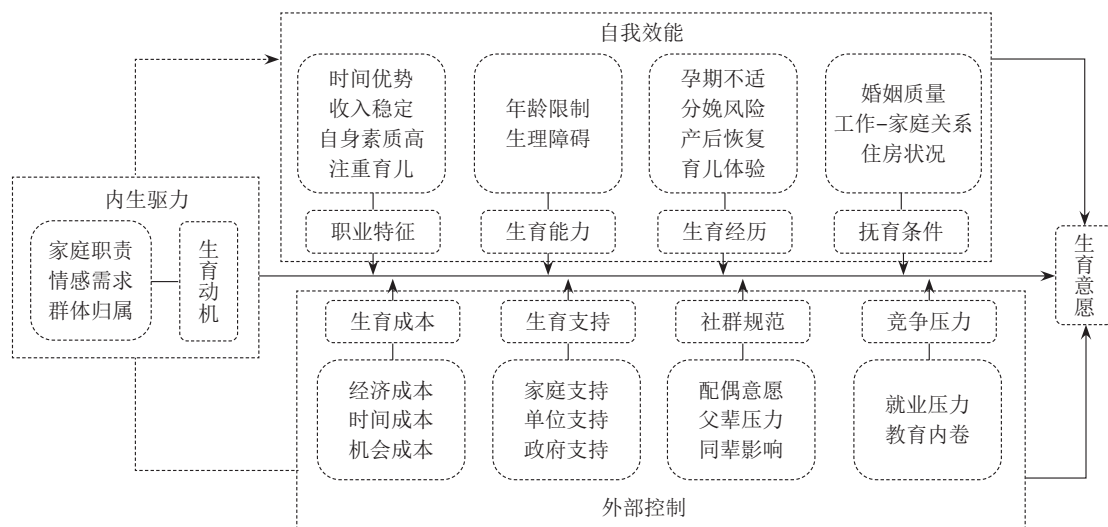 自我效能
时间优势
收入稳定
自身素质高
注重育儿
年龄限制
生理障碍
孕期不适
分娩风险
产后恢复
育儿体验
婚姻质量
工作–家庭关系
住房状况
职业特征
生育能力
生育经历
抚育条件
内生驱力
家庭职责
情感需求
群体归属
生育动机
生育意愿
生育成本
生育支持
社群规范
竞争压力
经济成本
时间成本
机会成本
家庭支持
单位支持
政府支持
配偶意愿
父辈压力
同辈影响
就业压力
教育内卷
外部控制